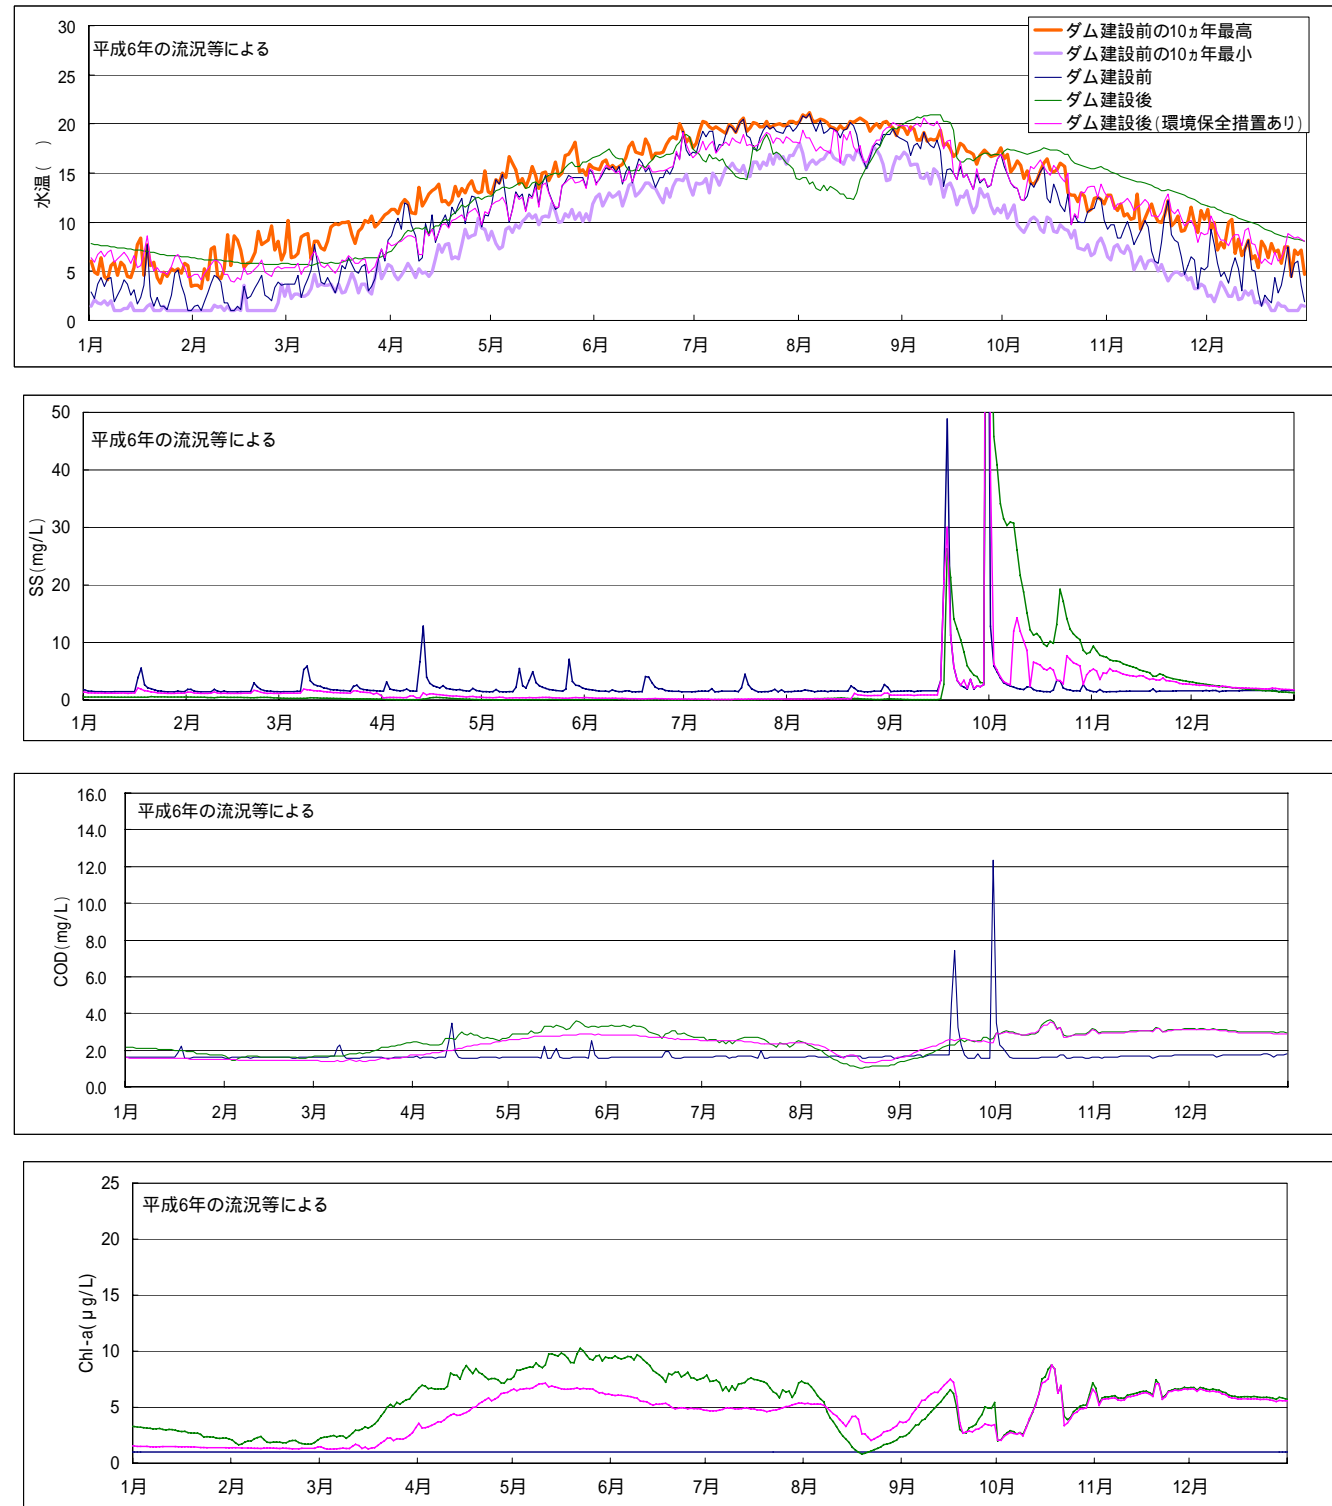 30
25
20
15
10
5
0
水温( )
平成6年の流況等による
ダム建設前の10ヵ年最高
ダム建設前の10ヵ年最小
ダム建設前
ダム建設後
ダム建設後(環境保全措置あり)
1月 2月 3月 4月 5月 6月 7月 8月 9月 10月 11月 12月
50
40
30
20
10
0
SS(mg/L)
平成6年の流況等による
1月 2月 3月 4月 5月 6月 7月 8月 9月 10月 11月 12月
16.0
14.0
12.0
10.0
8.0
6.0
4.0
2.0
0.0
COD(mg/L)
平成6年の流況等による
1月 2月 3月 4月 5月 6月 7月 8月 9月 10月 11月 12月
25
20
15
10
5
0
Chl-a(μg/L)
平成6年の流況等による
1月 2月 3月 4月 5月 6月 7月 8月 9月 10月 11月 12月